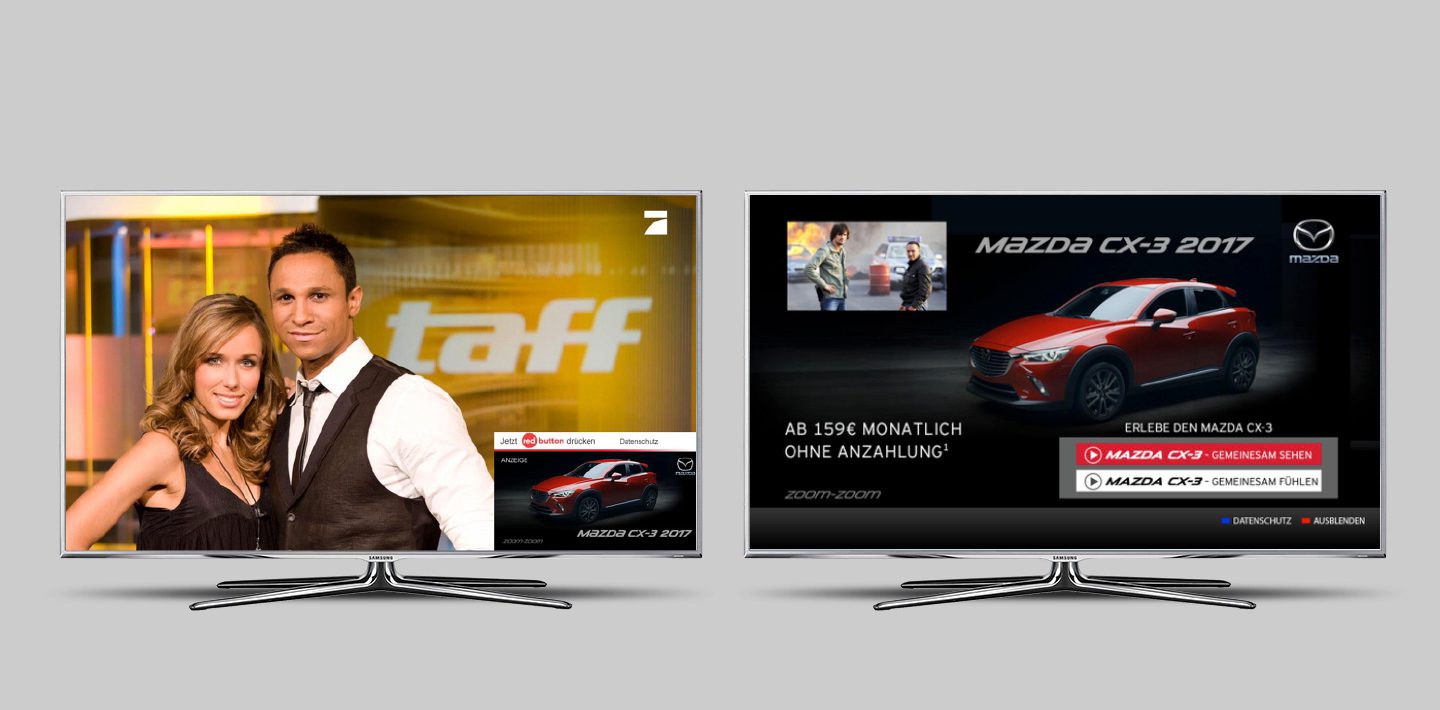 taff
taff
Jetzt red button drücken Datenschutz
ANZEIGE
mazda
zoom-zoom
MAZDA CX-3 2017
SAMSUNG
MAZDA CX-3 2017
mazda
AB 159€ MONATLICH
OHNE ANZAHLUNG¹
zoom-zoom
ERLEBE DEN MAZDA CX-3
MAZDA CX-3 - GEMEINSAM SEHEN
MAZDA CX-3 - GEMEINSAM FÜHLEN
DATENSCHUTZ AUSBLENDEN
SAMSUNG